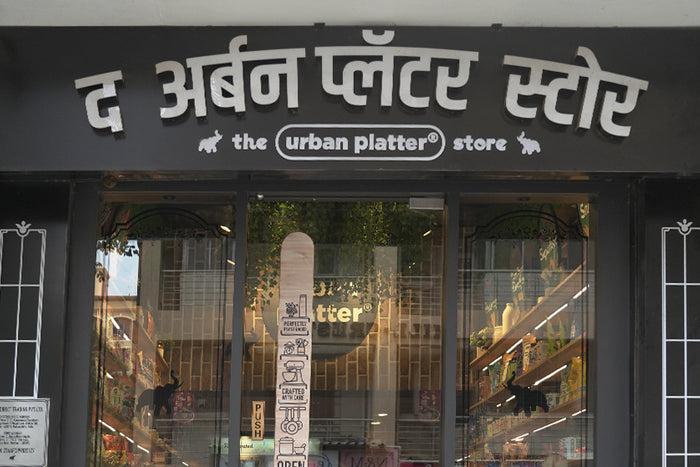 द अर्बन प्लॅटर स्टोर
the urban platter® store
atter®
PERFECTLY
CRAFTED
WITH CARE
PUSH
OPEN